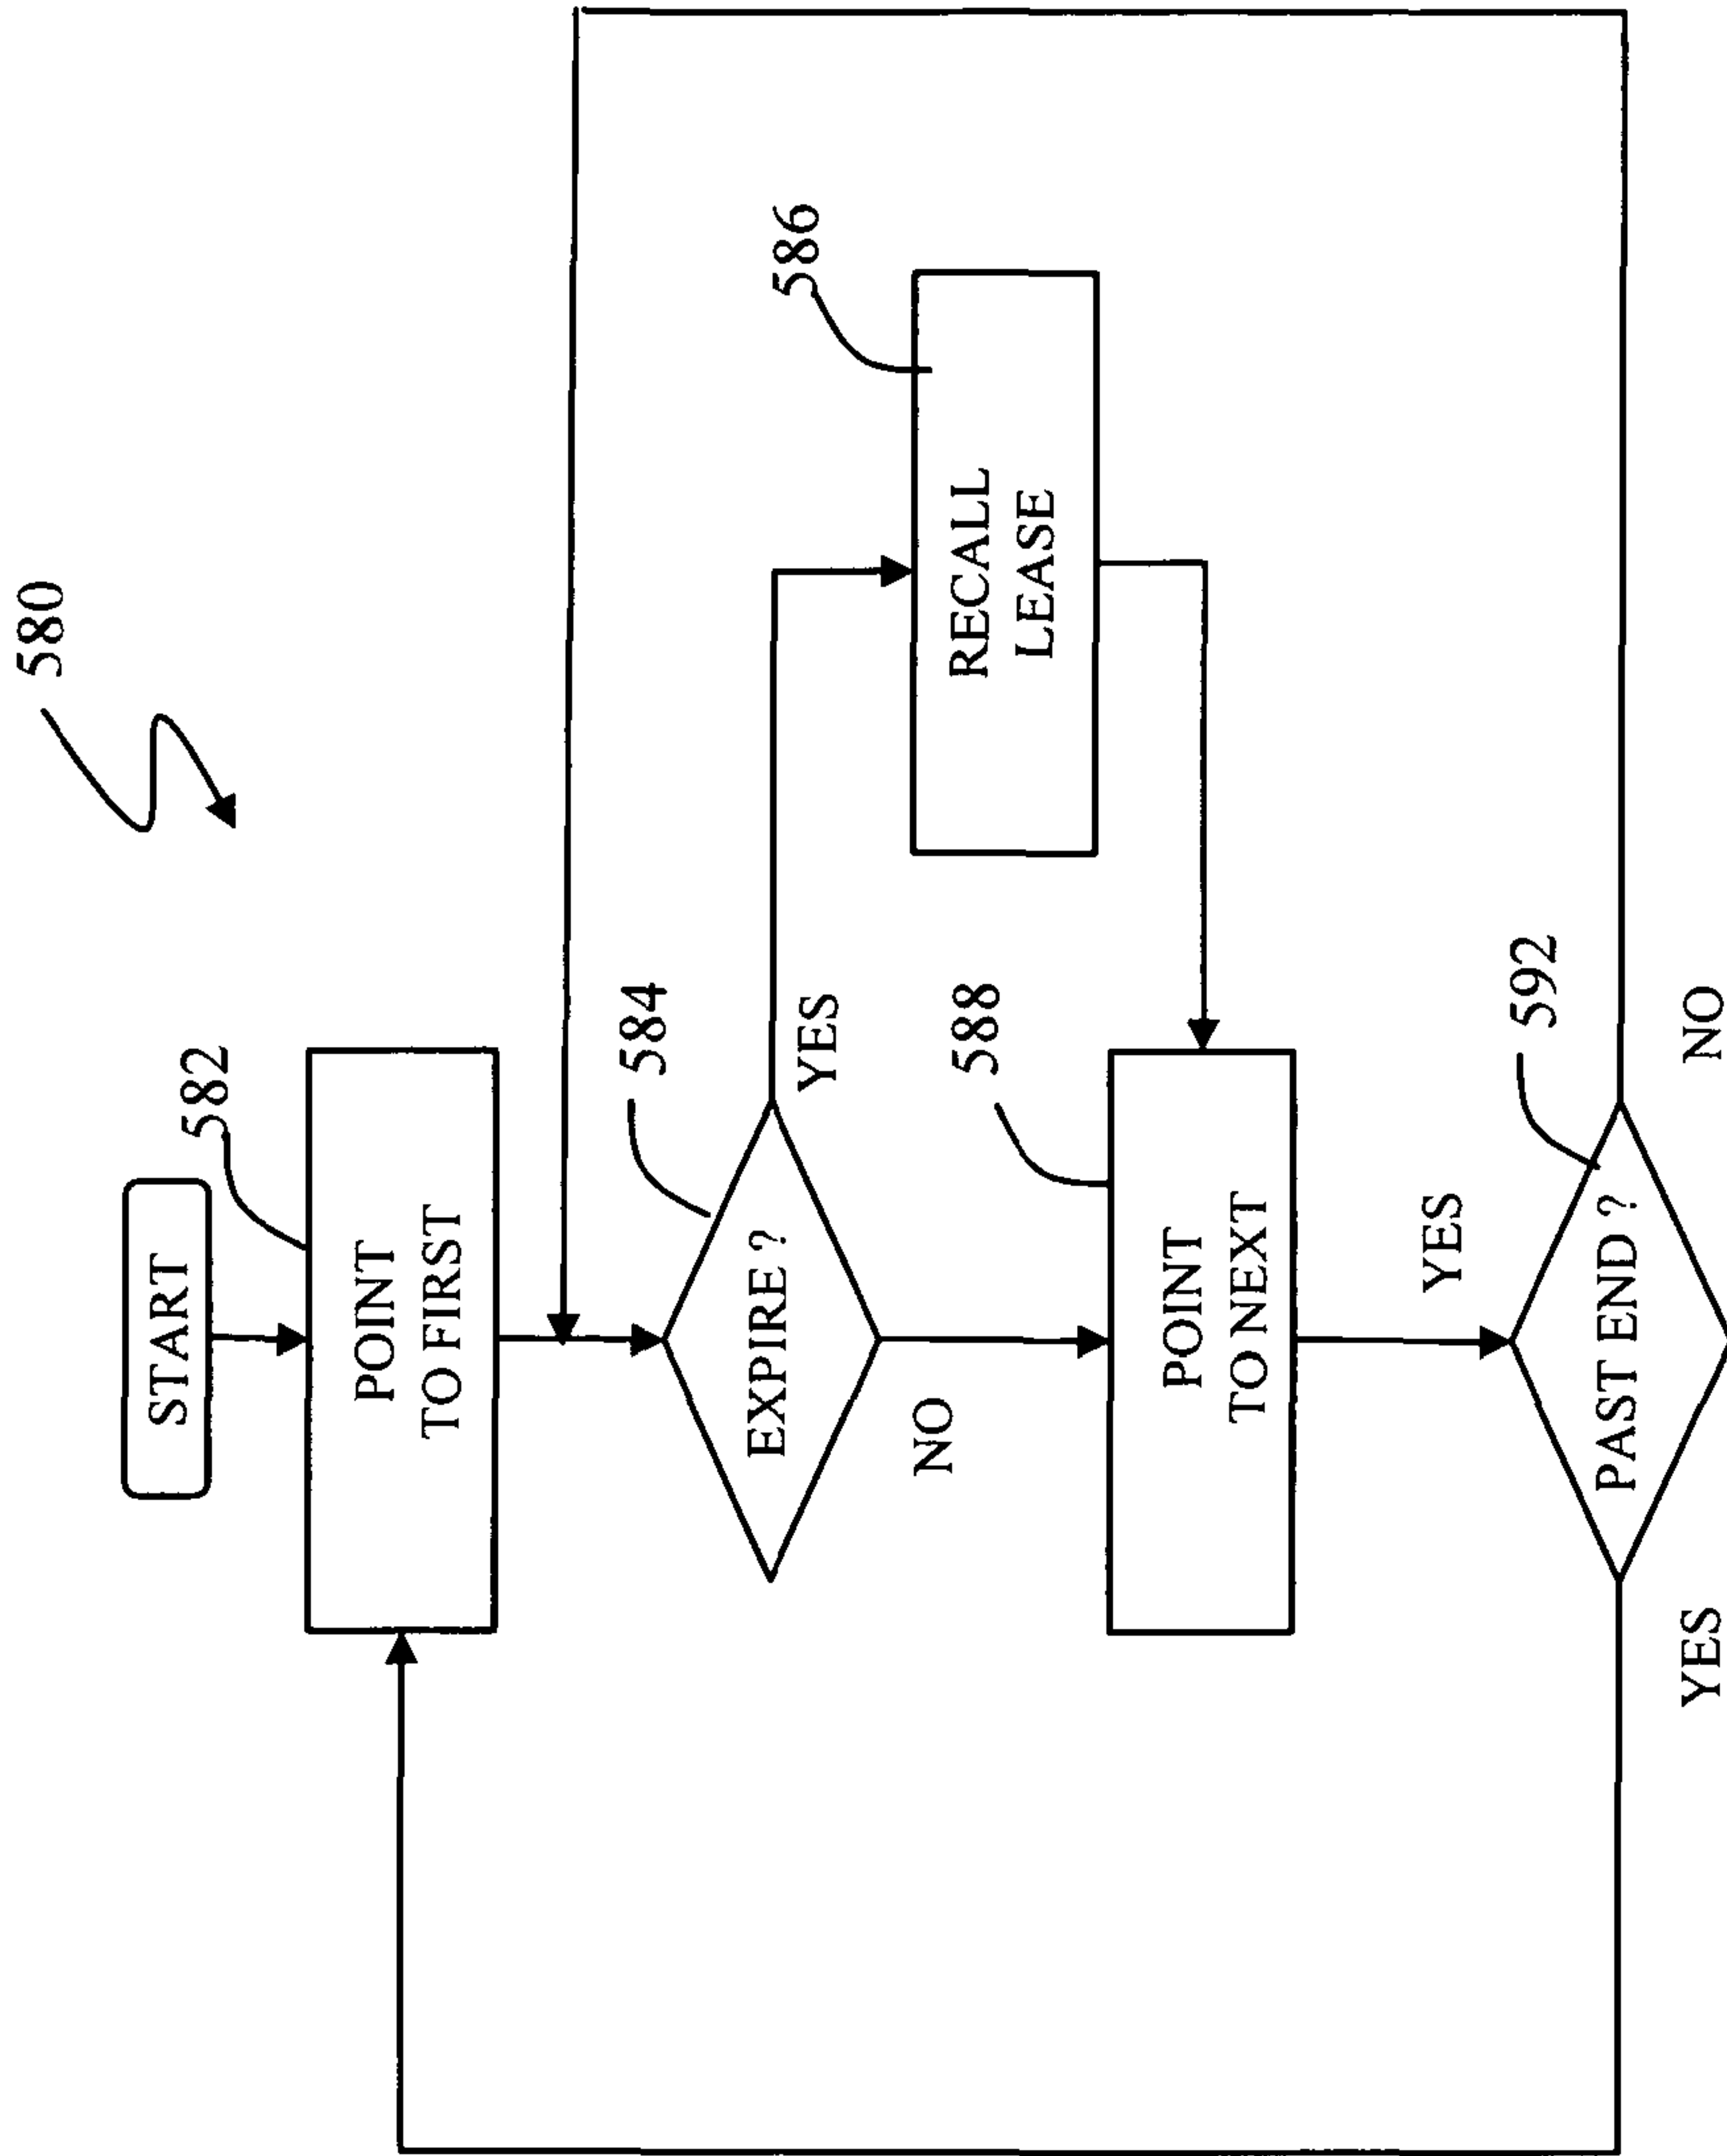 580
START
582
POINT
TO FIRST
584
EXPIRE ?
YES
586
NO
RECALL
LEASE
588
POINT
TO NEXT
YES
592
PAST END ?
YES
NO